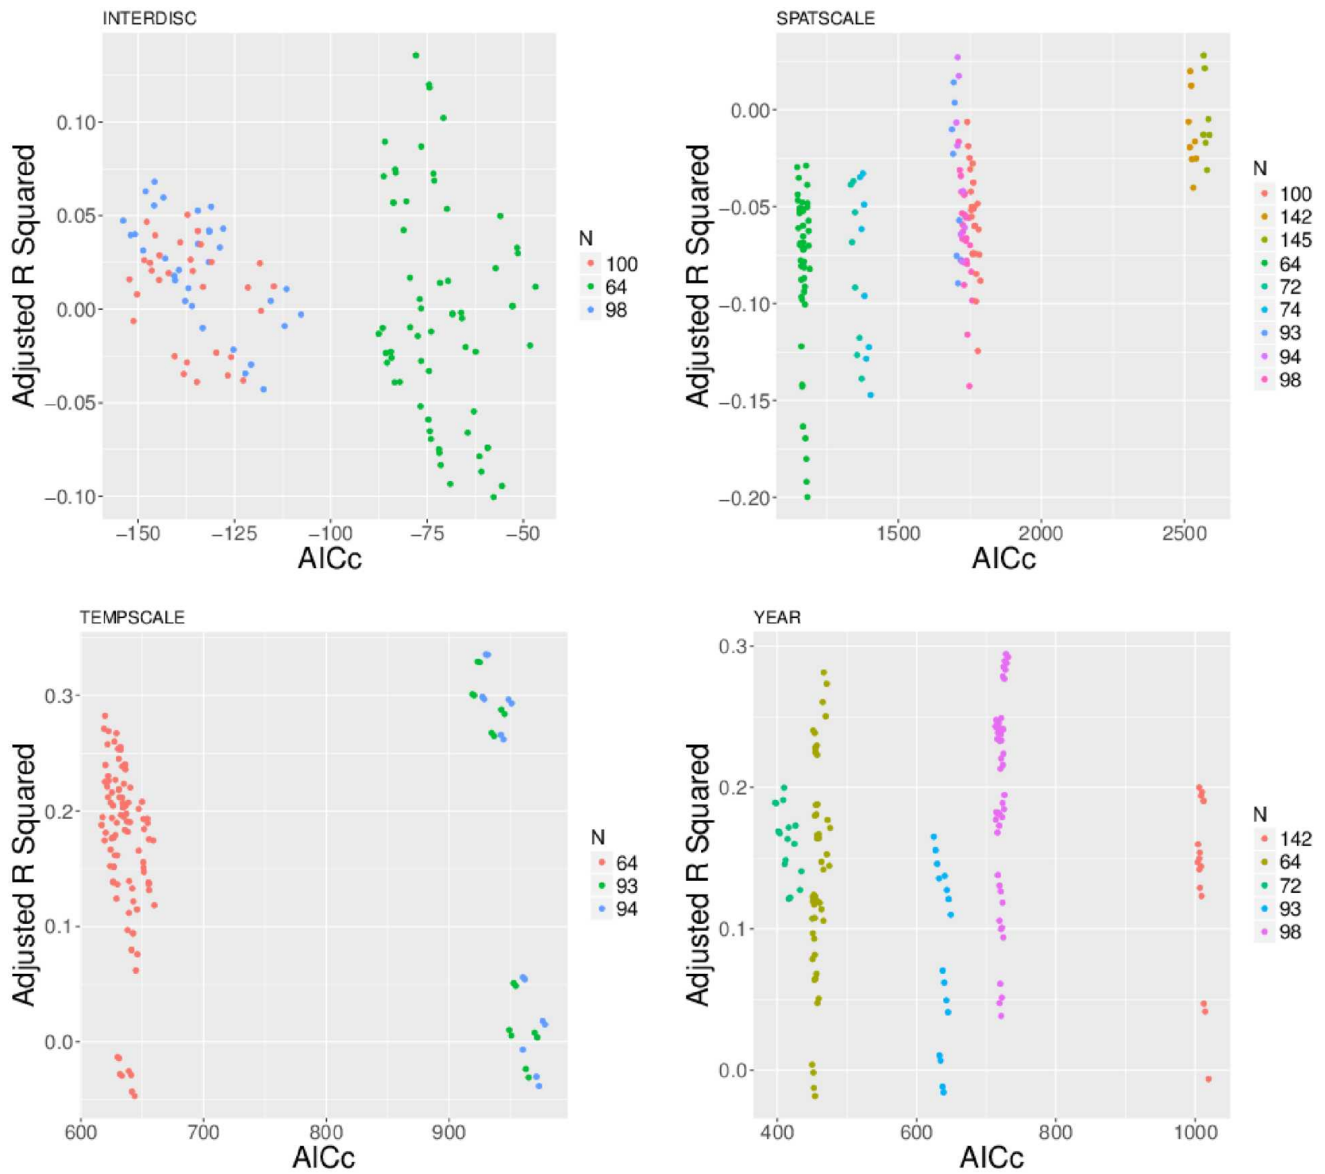 INTERDISC
Adjusted R Squared
0.10
0.05
0.00
−0.05
−0.10
−150 −125 −100 −75 −50
AICc
N
100
64
98
SPATSCALE
Adjusted R Squared
0.00
−0.05
−0.10
−0.15
−0.20
1500 2000 2500
AICc
N
100
142
145
64
72
74
93
94
98
TEMPSCALE
Adjusted R Squared
0.3
0.2
0.1
0.0
600 700 800 900
AICc
N
64
93
94
YEAR
Adjusted R Squared
0.3
0.2
0.1
0.0
400 600 800 1000
AICc
N
142
64
72
93
98